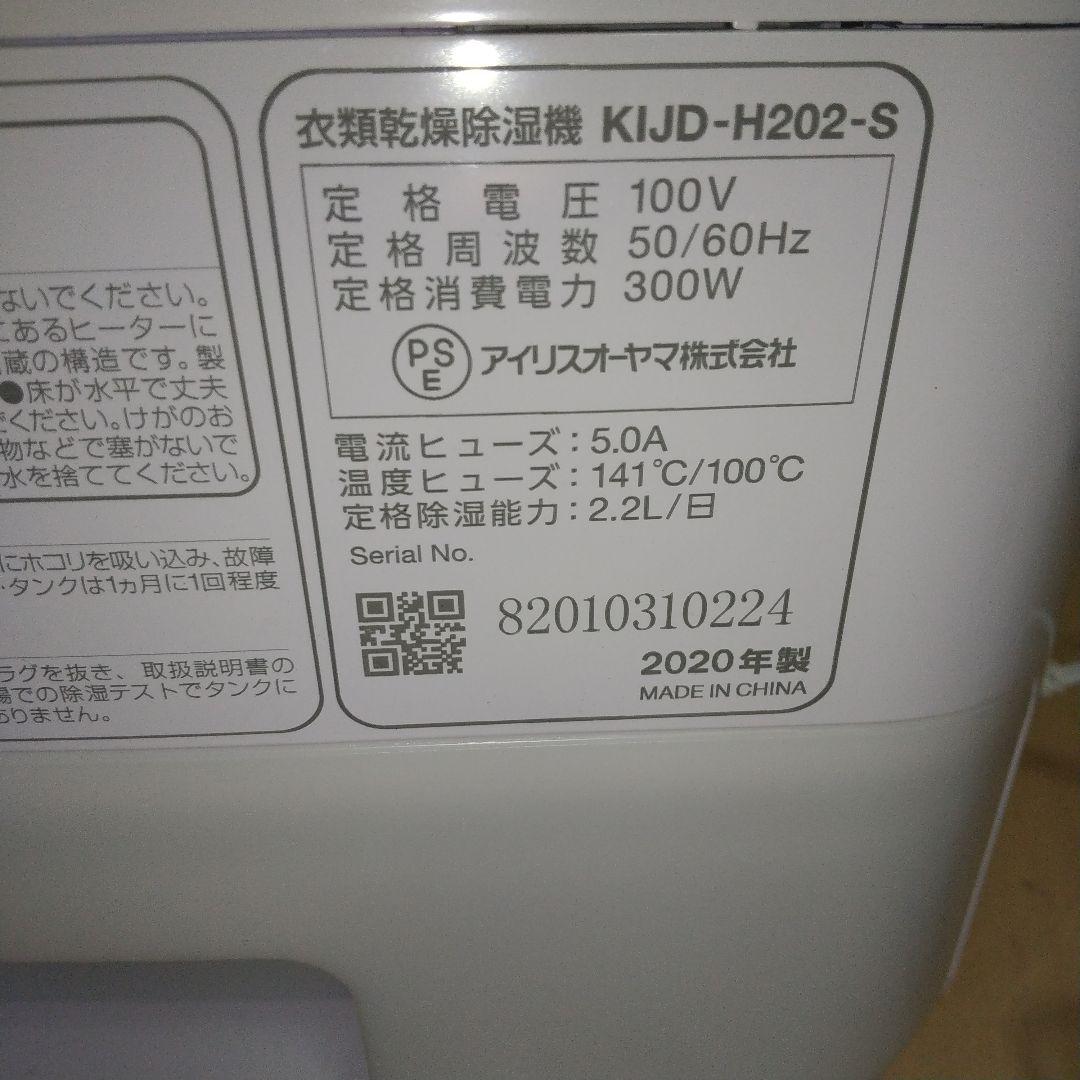 衣類乾燥除湿機 KIJD-H202-S
定格電圧 100V
定格周波数 50/60Hz
定格消費電力 300W
PSE アイリスオーヤマ株式会社
電流ヒューズ：5.0A
温度ヒューズ：141℃/100℃
定格除湿能力：2.2L/日
Serial No.
82010310224
2020年製
MADE IN CHINA
ないでください。
にあるヒーターに
蔵の構造です。製
●床が水平で丈夫
ください。けがのお
物などで塞がないで
水を捨ててください。
にホコリを吸い込み、故障
・タンクは1ヵ月に1回程度
ラグを抜き、取扱説明書の
場での除湿テストでタンクに
ありません。